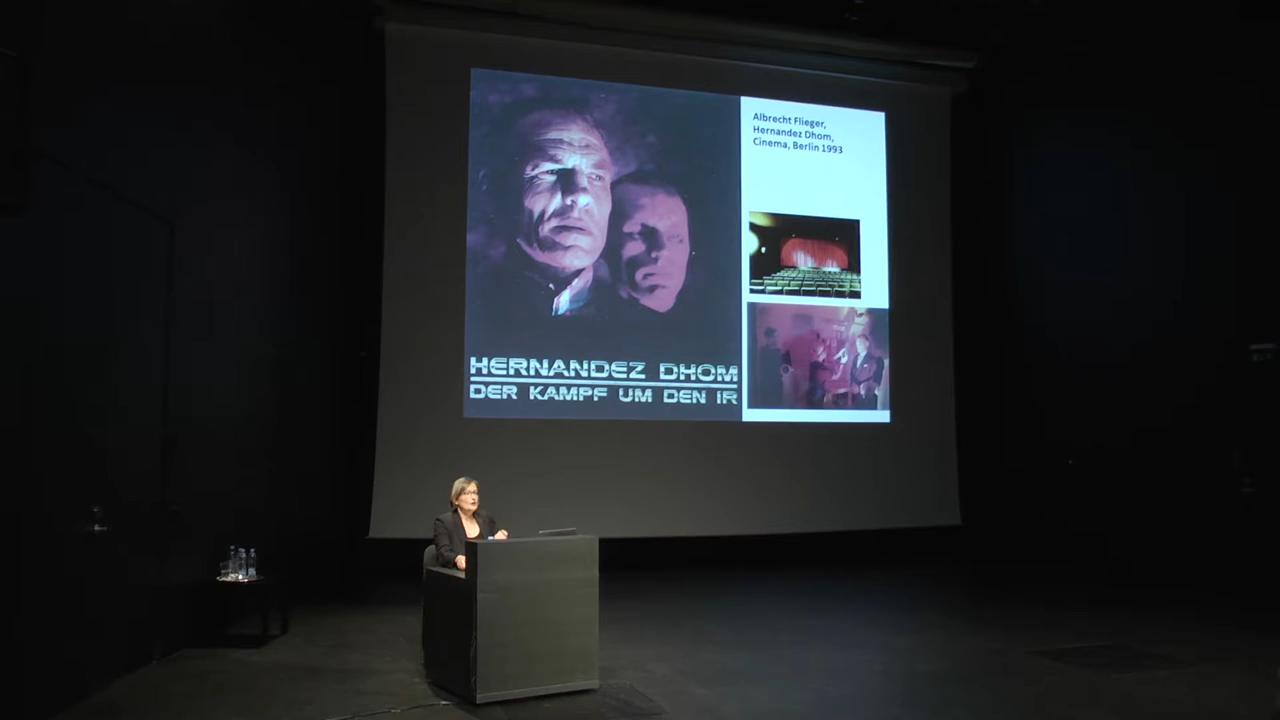 HERNANDEZ DHOM
DER KAMPF UM DEN IR
Albrecht Flieger,
Hernandez Dhom,
Cinema, Berlin 1993